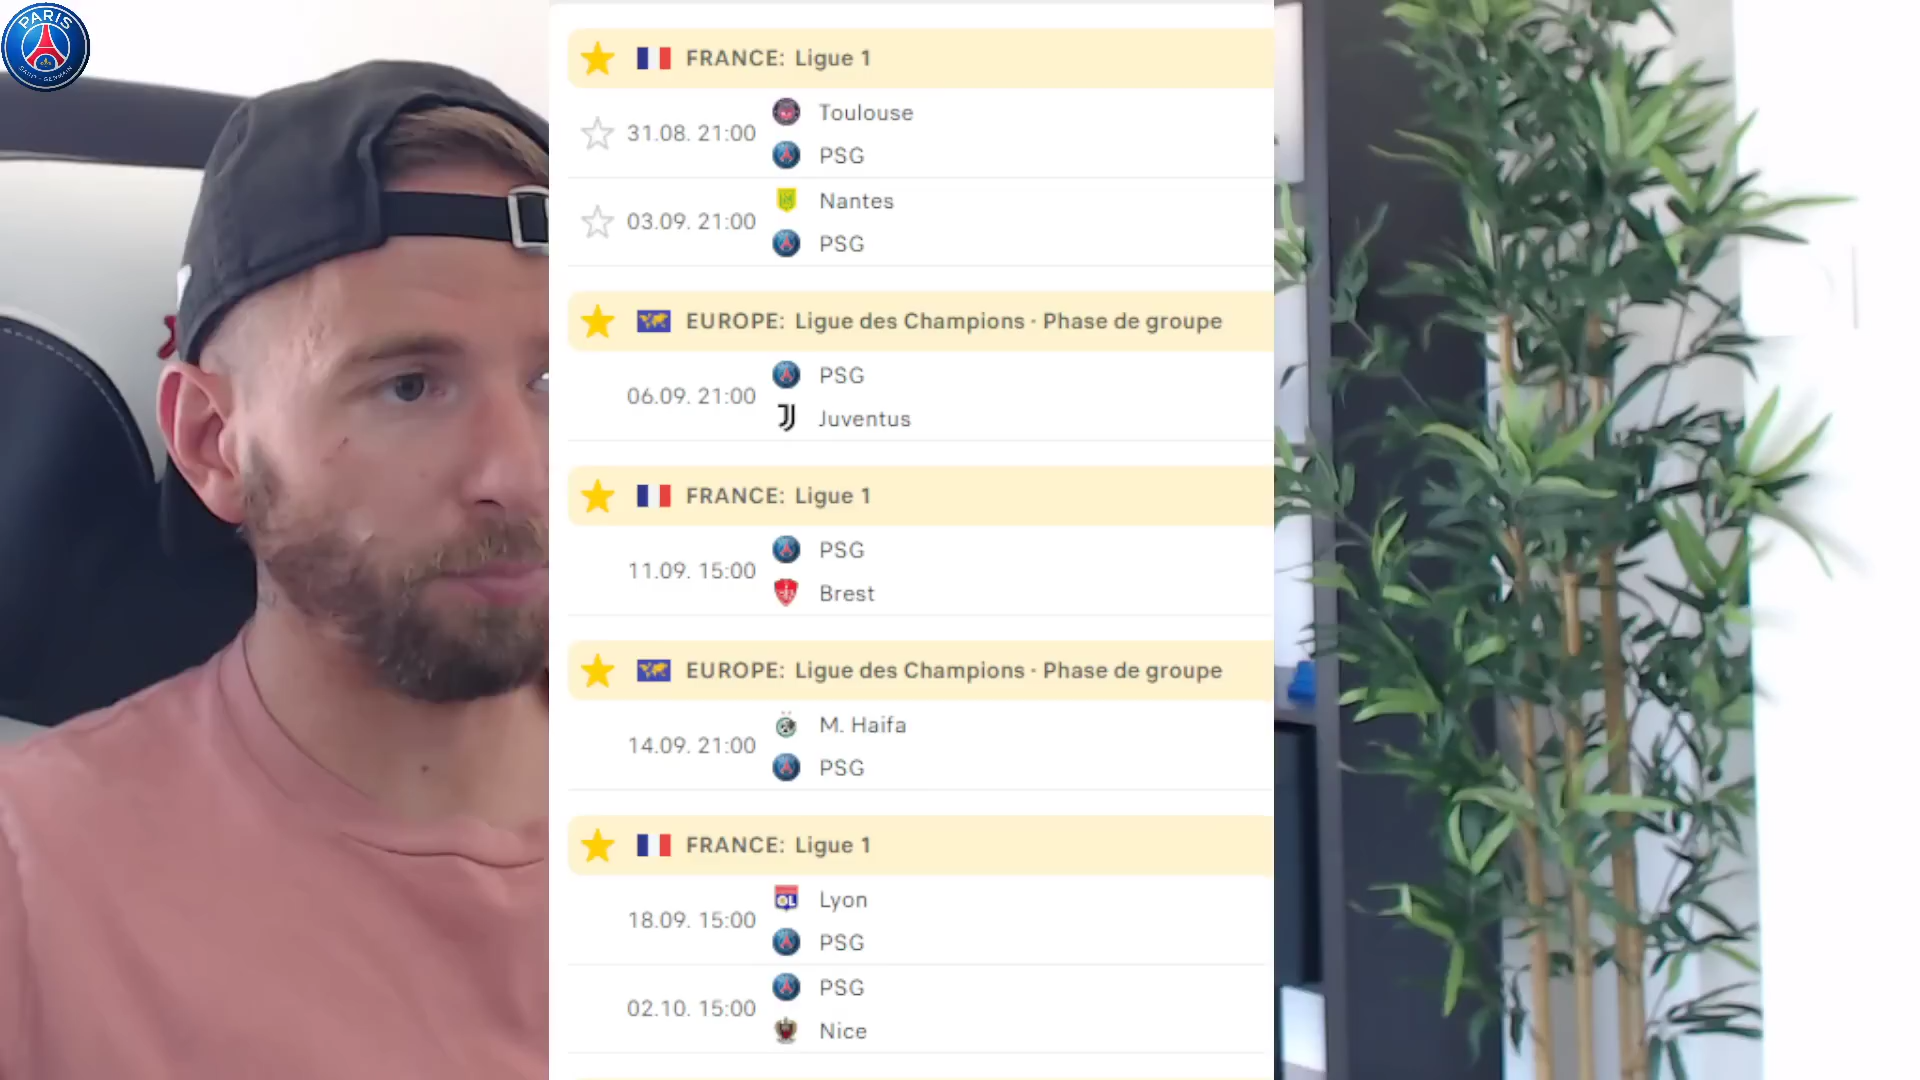 PARIS
SAINT-GERMAIN
FRANCE: Ligue 1
31.08. 21:00
Toulouse
PSG
03.09. 21:00
Nantes
PSG
EUROPE: Ligue des Champions · Phase de groupe
06.09. 21:00
PSG
Juventus
FRANCE: Ligue 1
11.09. 15:00
PSG
Brest
EUROPE: Ligue des Champions · Phase de groupe
14.09. 21:00
M. Haifa
PSG
FRANCE: Ligue 1
18.09. 15:00
Lyon
PSG
02.10. 15:00
PSG
Nice